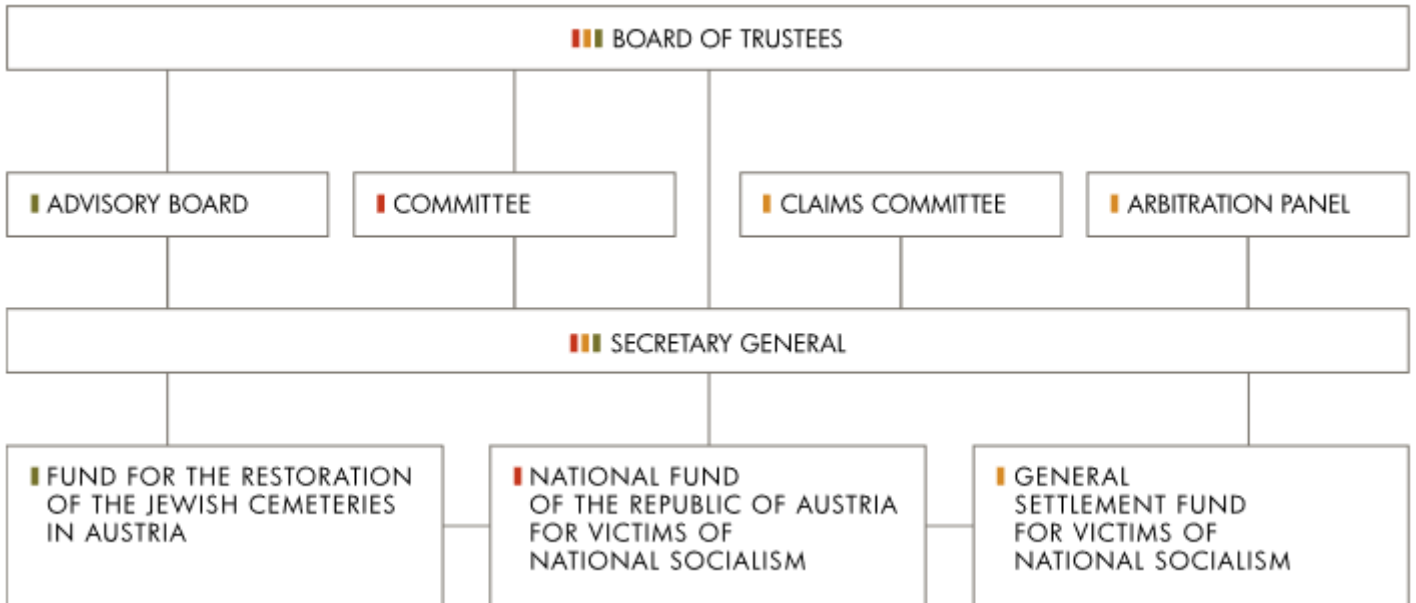 BOARD OF TRUSTEES
ADVISORY BOARD
COMMITTEE
CLAIMS COMMITTEE
ARBITRATION PANEL
SECRETARY GENERAL
FUND FOR THE RESTORATION
OF THE JEWISH CEMETERIES
IN AUSTRIA
NATIONAL FUND
OF THE REPUBLIC OF AUSTRIA
FOR VICTIMS OF
NATIONAL SOCIALISM
GENERAL
SETTLEMENT FUND
FOR VICTIMS OF
NATIONAL SOCIALISM